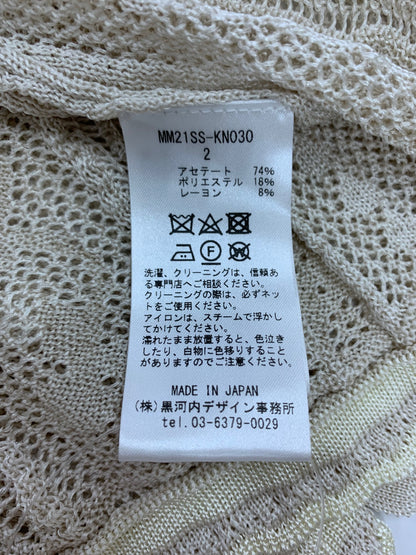 MM21SS-KN030
2
アセテート 74%
ポリエステル 18%
レーヨン 8%
洗濯、クリーニングは、信頼あ
る専門店へご相談ください。
クリーニングの際は、必ずネッ
トをご使用ください。
アイロンは、スチームで浮かし
てかけてください。
濡れたまま放置すると、色泣き
したり、白物に色移りすること
がありますのでご注意ください
MADE IN JAPAN
(株)黒河内デザイン事務所
tel.03-6379-0029